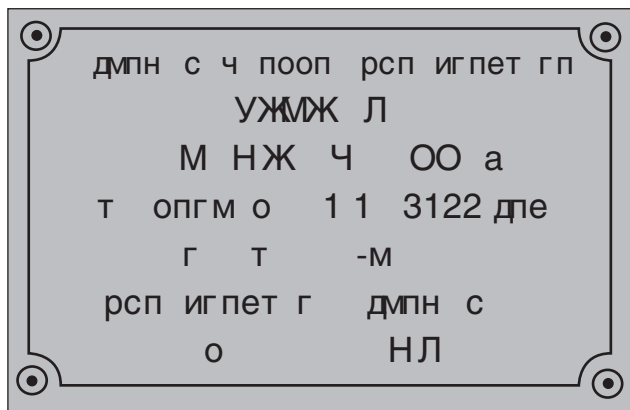 дмпн с ч пооп рсп игпет гп
УЖМЖ Л
М НЖ Ч ОО а
т опгм о 1 1 3122 дпе
г т -м
рсп игпет г дмпн с
о НЛ